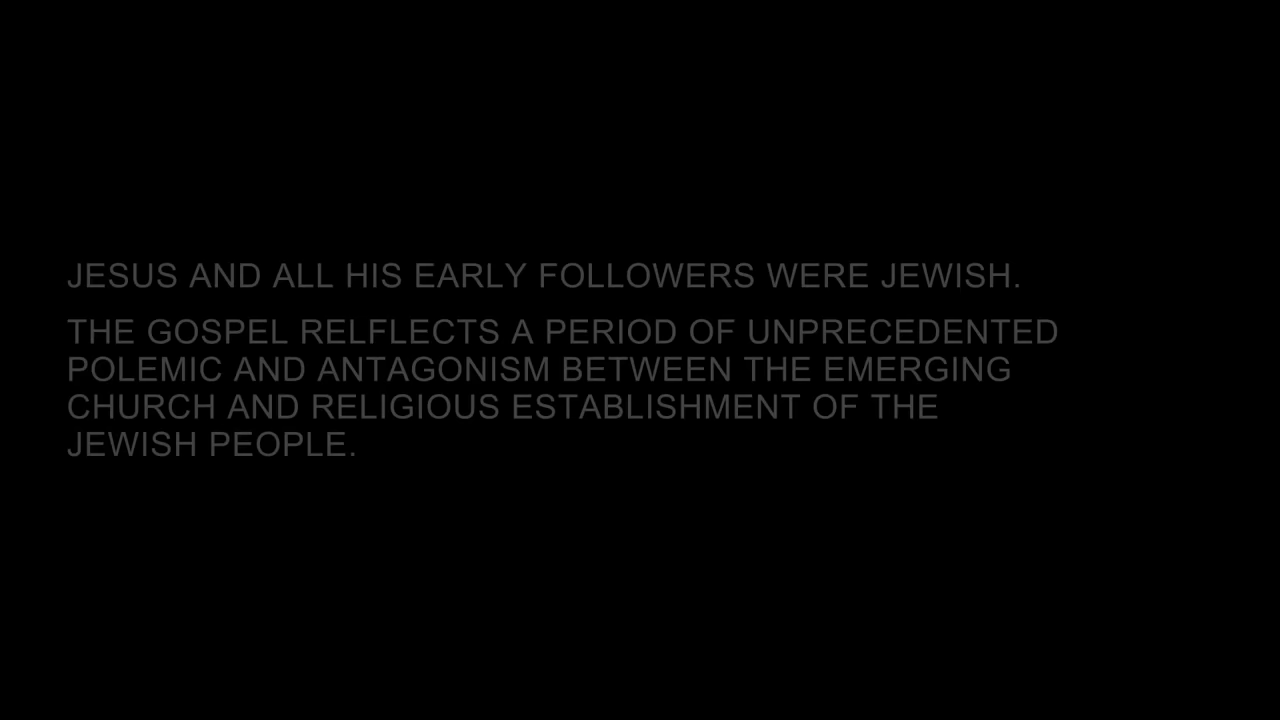 JESUS AND ALL HIS EARLY FOLLOWERS WERE JEWISH.
THE GOSPEL RELFLECTS A PERIOD OF UNPRECEDENTED
POLEMIC AND ANTAGONISM BETWEEN THE EMERGING
CHURCH AND RELIGIOUS ESTABLISHMENT OF THE
JEWISH PEOPLE.